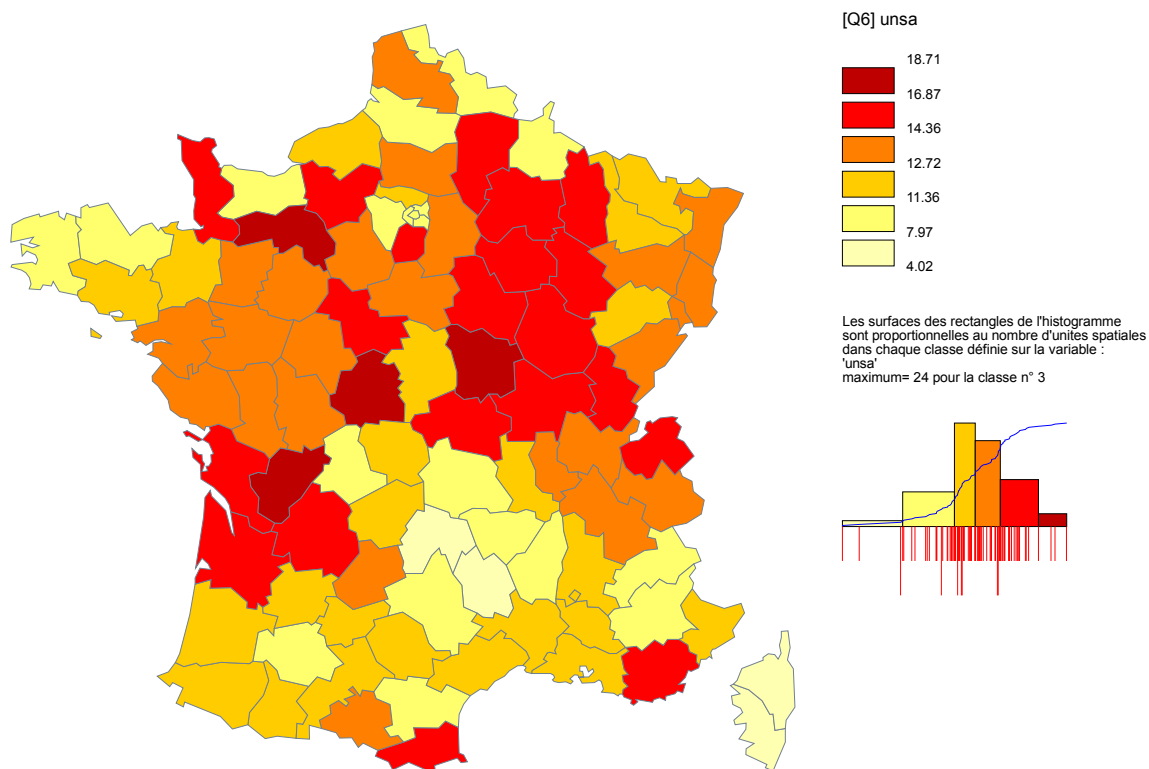 [Q6] unsa
18.71
16.87
14.36
12.72
11.36
7.97
4.02
Les surfaces des rectangles de l'histogramme
sont proportionnelles au nombre d'unites spatiales
dans chaque classe définie sur la variable :
'unsa'
maximum= 24 pour la classe n° 3